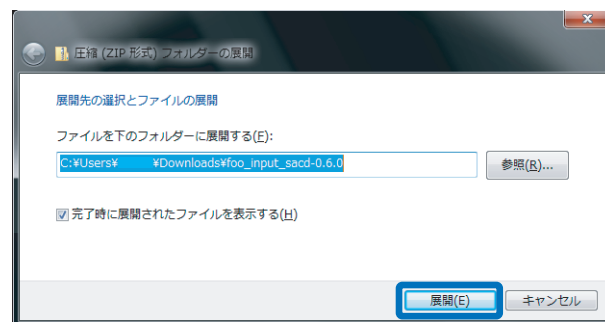 圧縮 (ZIP 形式) フォルダーの展開
展開先の選択とファイルの展開
ファイルを下のフォルダーに展開する(F):
C:¥Users¥      ¥Downloads¥foo_input_sacd-0.6.0
参照(R)...
完了時に展開されたファイルを表示する(H)
展開(E) キャンセル